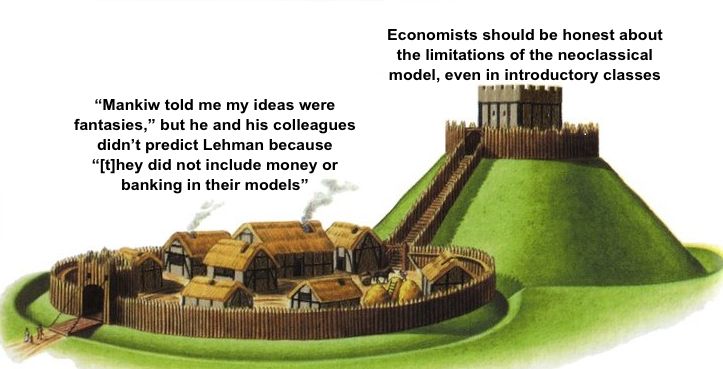 Economists should be honest about
the limitations of the neoclassical
model, even in introductory classes
“Mankiw told me my ideas were
fantasies,” but he and his colleagues
didn’t predict Lehman because
“[t]hey did not include money or
banking in their models”